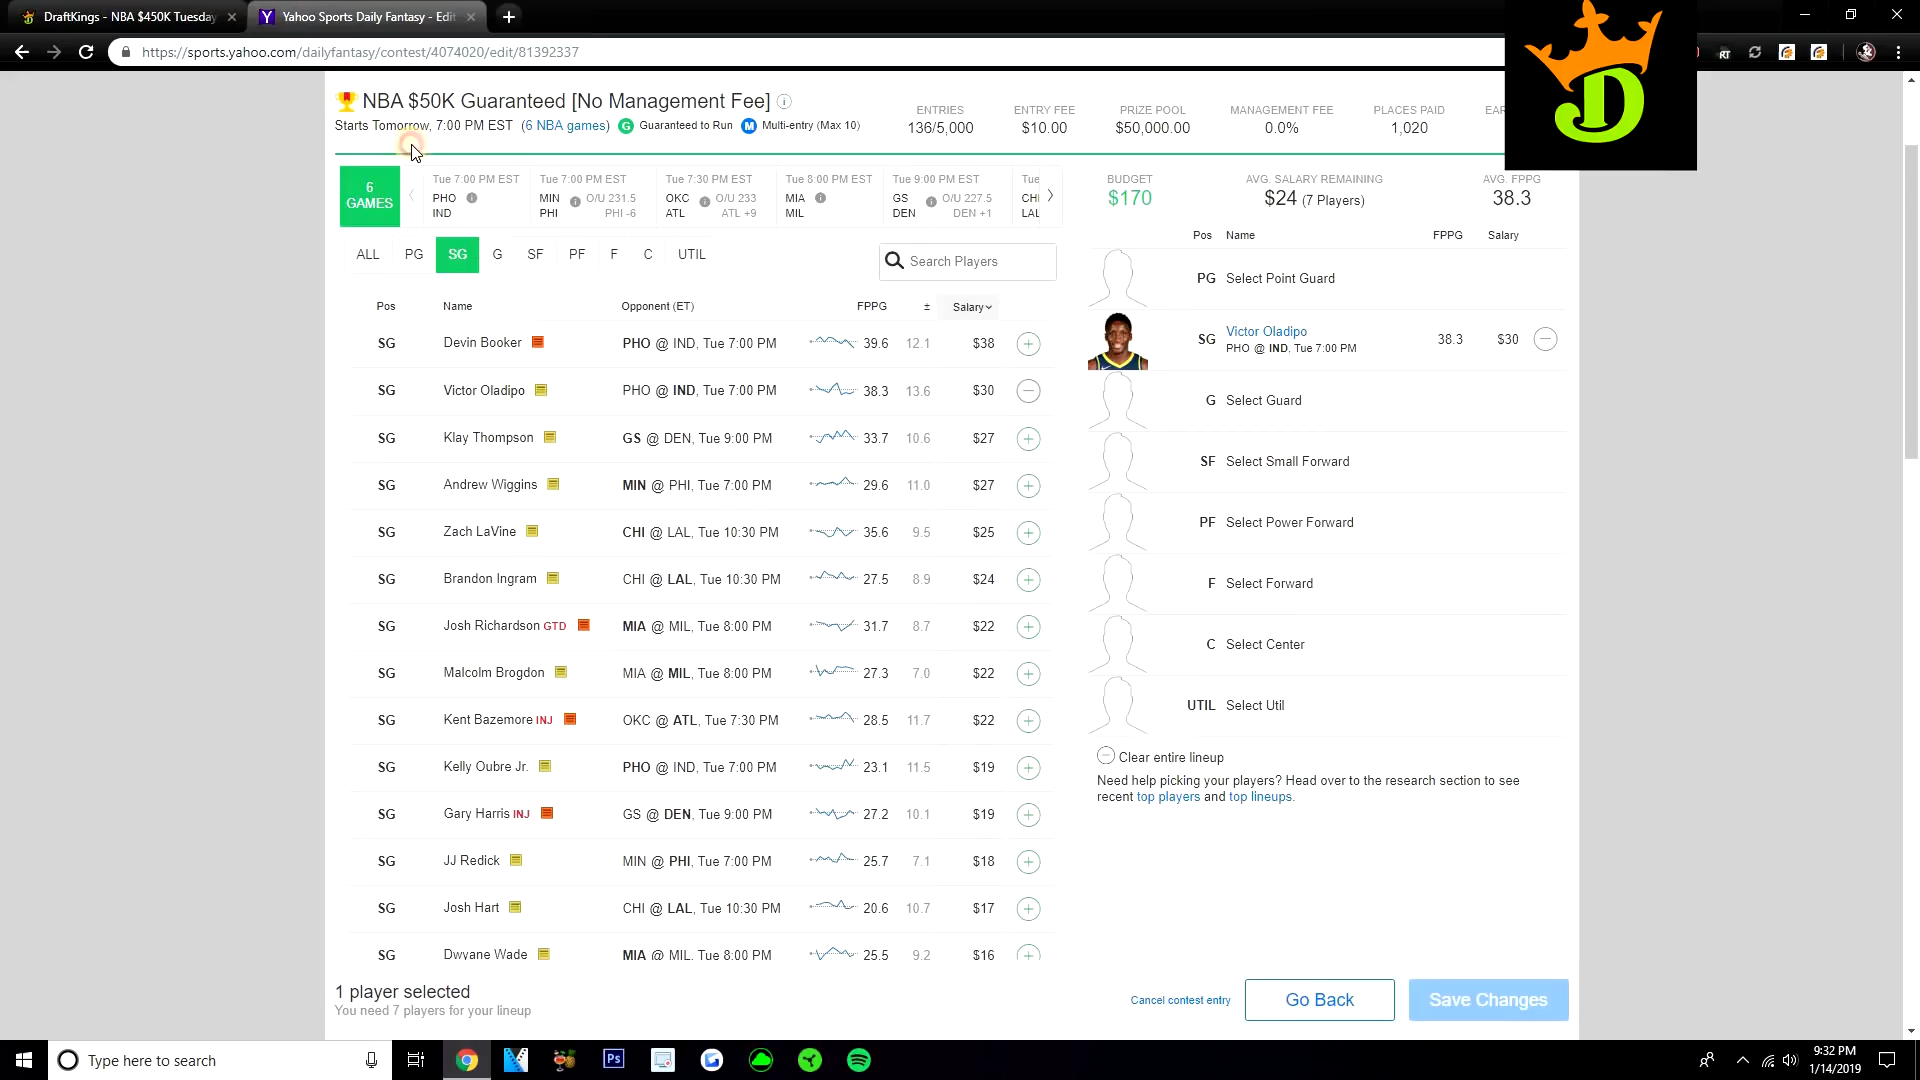 DraftKings - NBA $450K Tuesday
Yahoo Sports Daily Fantasy - Edit
https://sports.yahoo.com/dailyfantasy/contest/4074020/edit/81392337
NBA $50K Guaranteed [No Management Fee]
Starts Tomorrow, 7:00 PM EST (6 NBA games) G Guaranteed to Run M Multi-entry (Max 10)
ENTRIES ENTRY FEE PRIZE POOL MANAGEMENT FEE PLACES PAID
136/5,000 $10.00 $50,000.00 0.0% 1,020
D
6 GAMES
Tue 7:00 PM EST Tue 7:00 PM EST Tue 7:30 PM EST Tue 8:00 PM EST Tue 9:00 PM EST Tue
PHO MIN O/U 231.5 OKC O/U 233 MIA GS O/U 227.5 CHI
IND PHI PHI -6 ATL ATL +9 MIL DEN DEN +1 LAL
BUDGET AVG. SALARY REMAINING AVG. FPPG
$170 $24 (7 Players) 38.3
ALL PG SG G SF PF F C UTIL
Search Players
Pos Name Opponent (ET) FPPG ± Salary
SG Devin Booker PHO @ IND, Tue 7:00 PM 39.6 12.1 $38
SG Victor Oladipo PHO @ IND, Tue 7:00 PM 38.3 13.6 $30
SG Klay Thompson GS @ DEN, Tue 9:00 PM 33.7 10.6 $27
SG Andrew Wiggins MIN @ PHI, Tue 7:00 PM 29.6 11.0 $27
SG Zach LaVine CHI @ LAL, Tue 10:30 PM 35.6 9.5 $25
SG Brandon Ingram CHI @ LAL, Tue 10:30 PM 27.5 8.9 $24
SG Josh Richardson GTD MIA @ MIL, Tue 8:00 PM 31.7 8.7 $22
SG Malcolm Brogdon MIA @ MIL, Tue 8:00 PM 27.3 7.0 $22
SG Kent Bazemore INJ OKC @ ATL, Tue 7:30 PM 28.5 11.7 $22
SG Kelly Oubre Jr. PHO @ IND, Tue 7:00 PM 23.1 11.5 $19
SG Gary Harris INJ GS @ DEN, Tue 9:00 PM 27.2 10.1 $19
SG JJ Redick MIN @ PHI, Tue 7:00 PM 25.7 7.1 $18
SG Josh Hart CHI @ LAL, Tue 10:30 PM 20.6 10.7 $17
SG Dwyane Wade MIA @ MIL, Tue 8:00 PM 25.5 9.2 $16
Pos Name FPPG Salary
PG Select Point Guard
SG Victor Oladipo 38.3 $30
PHO @ IND, Tue 7:00 PM
G Select Guard
SF Select Small Forward
PF Select Power Forward
F Select Forward
C Select Center
UTIL Select Util
Clear entire lineup
Need help picking your players? Head over to the research section to see
recent top players and top lineups.
1 player selected
You need 7 players for your lineup
Cancel contest entry
Go Back
Save Changes
Type here to search
Ps
9:32 PM
1/14/2019